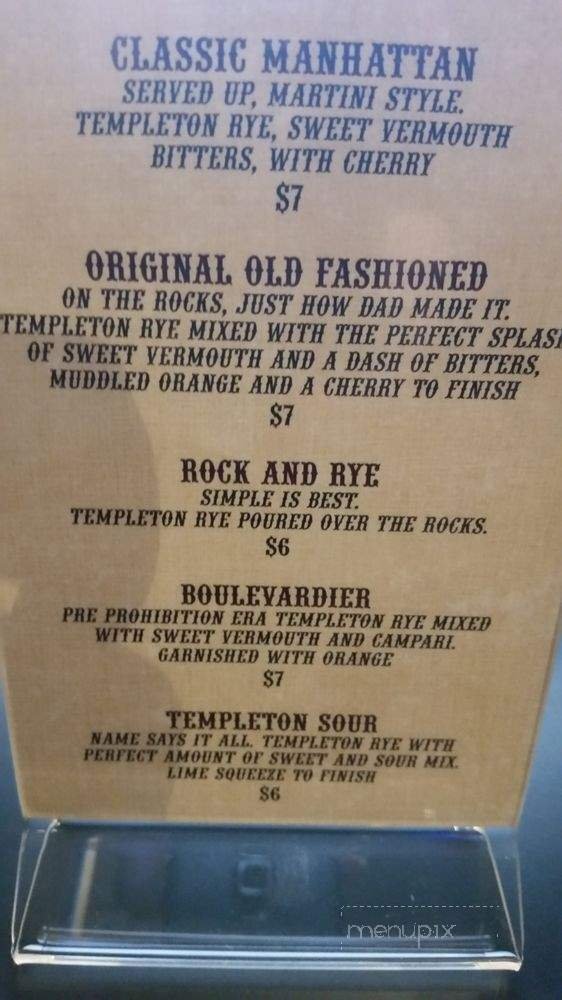 CLASSIC MANHATTAN
SERVED UP, MARTINI STYLE.
TEMPLETON RYE, SWEET VERMOUTH
BITTERS, WITH CHERRY
$7
ORIGINAL OLD FASHIONED
ON THE ROCKS, JUST HOW DAD MADE IT.
TEMPLETON RYE MIXED WITH THE PERFECT SPLASH
OF SWEET VERMOUTH AND A DASH OF BITTERS,
MUDDLED ORANGE AND A CHERRY TO FINISH
$7
ROCK AND RYE
SIMPLE IS BEST.
TEMPLETON RYE POURED OVER THE ROCKS.
$6
BOULEVARDIER
PRE PROHIBITION ERA TEMPLETON RYE MIXED
WITH SWEET VERMOUTH AND CAMPARI.
GARNISHED WITH ORANGE
$7
TEMPLETON SOUR
NAME SAYS IT ALL. TEMPLETON RYE WITH
PERFECT AMOUNT OF SWEET AND SOUR MIX.
LIME SQUEEZE TO FINISH
$6
menupix